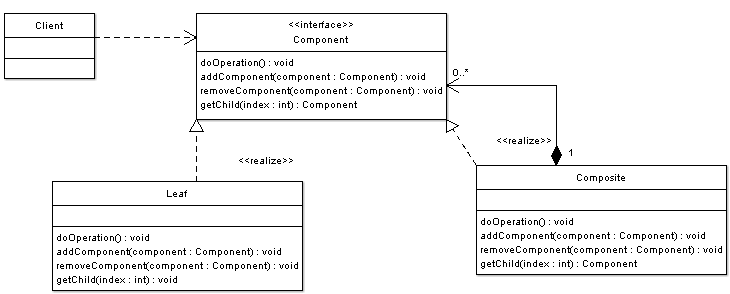 Client
<<interface>>
Component
doOperation() : void
addComponent(component : Component) : void
removeComponent(component : Component) : void
getChild(index : int) : Component
0..*
<<realize>>
1
<<realize>>
Leaf
doOperation() : void
addComponent(component : Component) : void
removeComponent(component : Component) : void
getChild(index : int) : void
Composite
doOperation() : void
addComponent(component : Component) : void
removeComponent(component : Component) : void
getChild(index : int) : Component